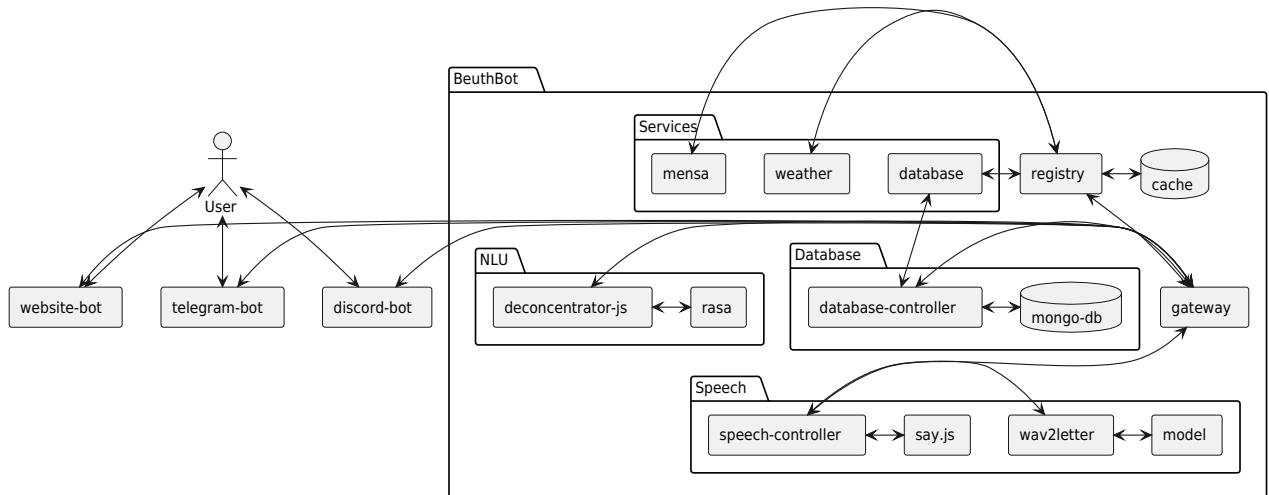 BeuthBot
Services
mensa
weather
database
registry
cache
User
NLU
Database
website-bot
telegram-bot
discord-bot
deconcentrator-js
rasa
database-controller
mongo-db
gateway
Speech
speech-controller
say.js
wav2letter
model